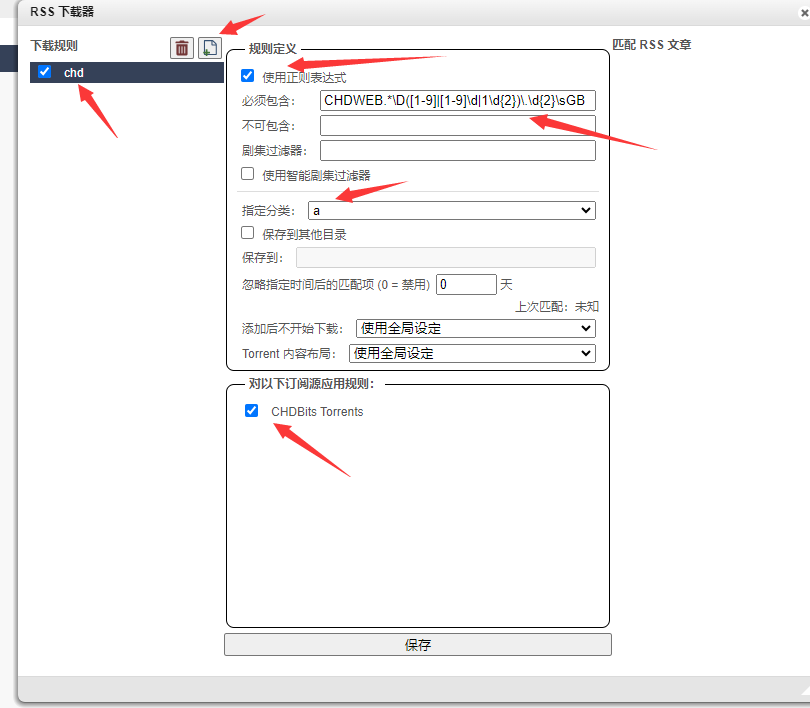 RSS 下载器
下载规则
chd
规则定义
使用正则表达式
必须包含：
CHDWEB.*\D([1-9]|[1-9]\d|1\d{2})\.\d{2}\sGB
不可包含：
剧集过滤器：
使用智能剧集过滤器
指定分类：
a
保存到其他目录
保存到：
忽略指定时间后的匹配项 (0 = 禁用) 0 天
上次匹配：未知
添加后不开始下载： 使用全局设定
Torrent 内容布局： 使用全局设定
对以下订阅源应用规则：
CHDBits Torrents
保存
匹配 RSS 文章